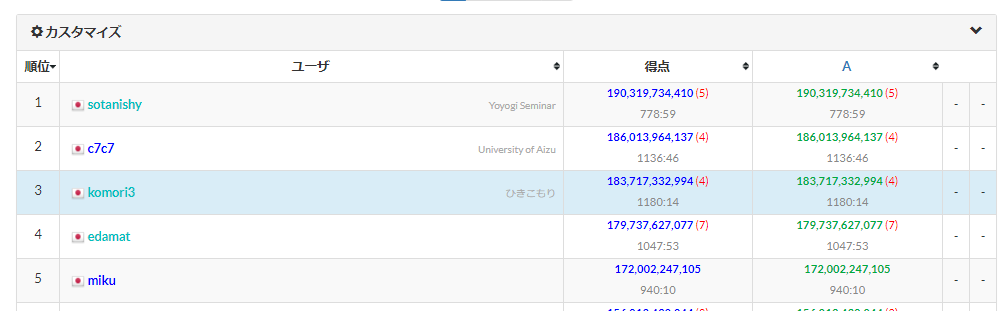 カスタマイズ
順位 ユーザ 得点 A
1 sotanishy Yoyogi Seminar 190,319,734,410 (5) 190,319,734,410 (5) - -
778:59 778:59
2 c7c7 University of Aizu 186,013,964,137 (4) 186,013,964,137 (4) - -
1136:46 1136:46
3 komori3 ひきこもり 183,717,332,994 (4) 183,717,332,994 (4) - -
1180:14 1180:14
4 edamat 179,737,627,077 (7) 179,737,627,077 (7) - -
1047:53 1047:53
5 miku 172,002,247,105 172,002,247,105 - -
940:10 940:10